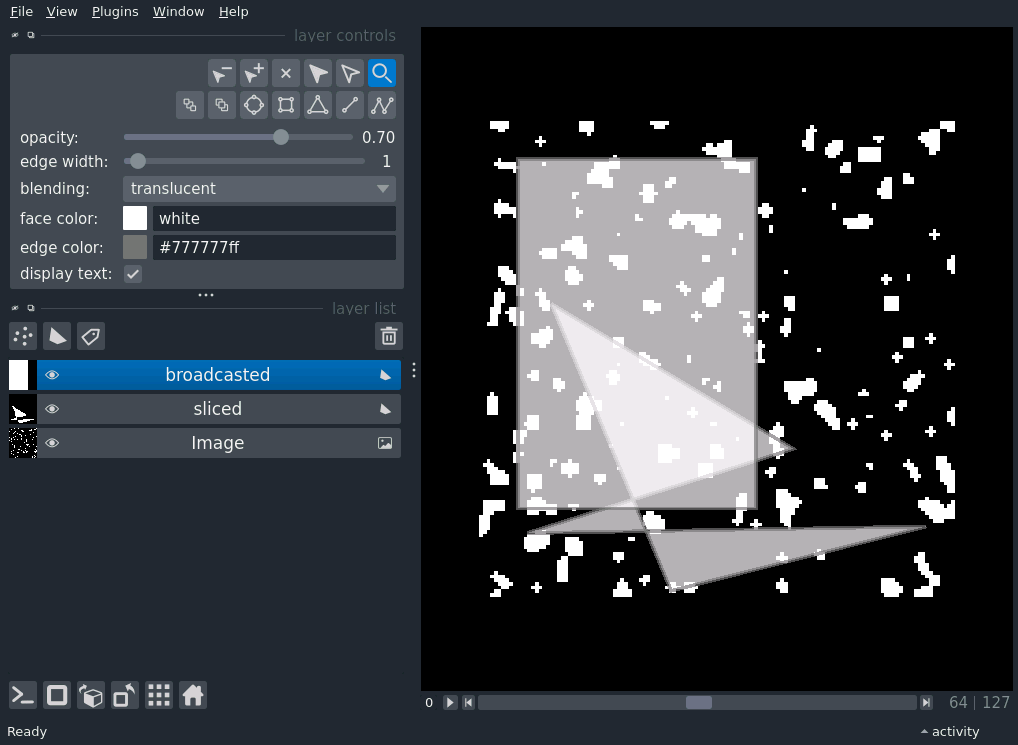 File View Plugins Window Help
layer controls
opacity: 0.70
edge width: 1
blending: translucent
face color: white
edge color: #777777ff
display text:
layer list
broadcasted
sliced
Image
0 64 | 127
Ready activity